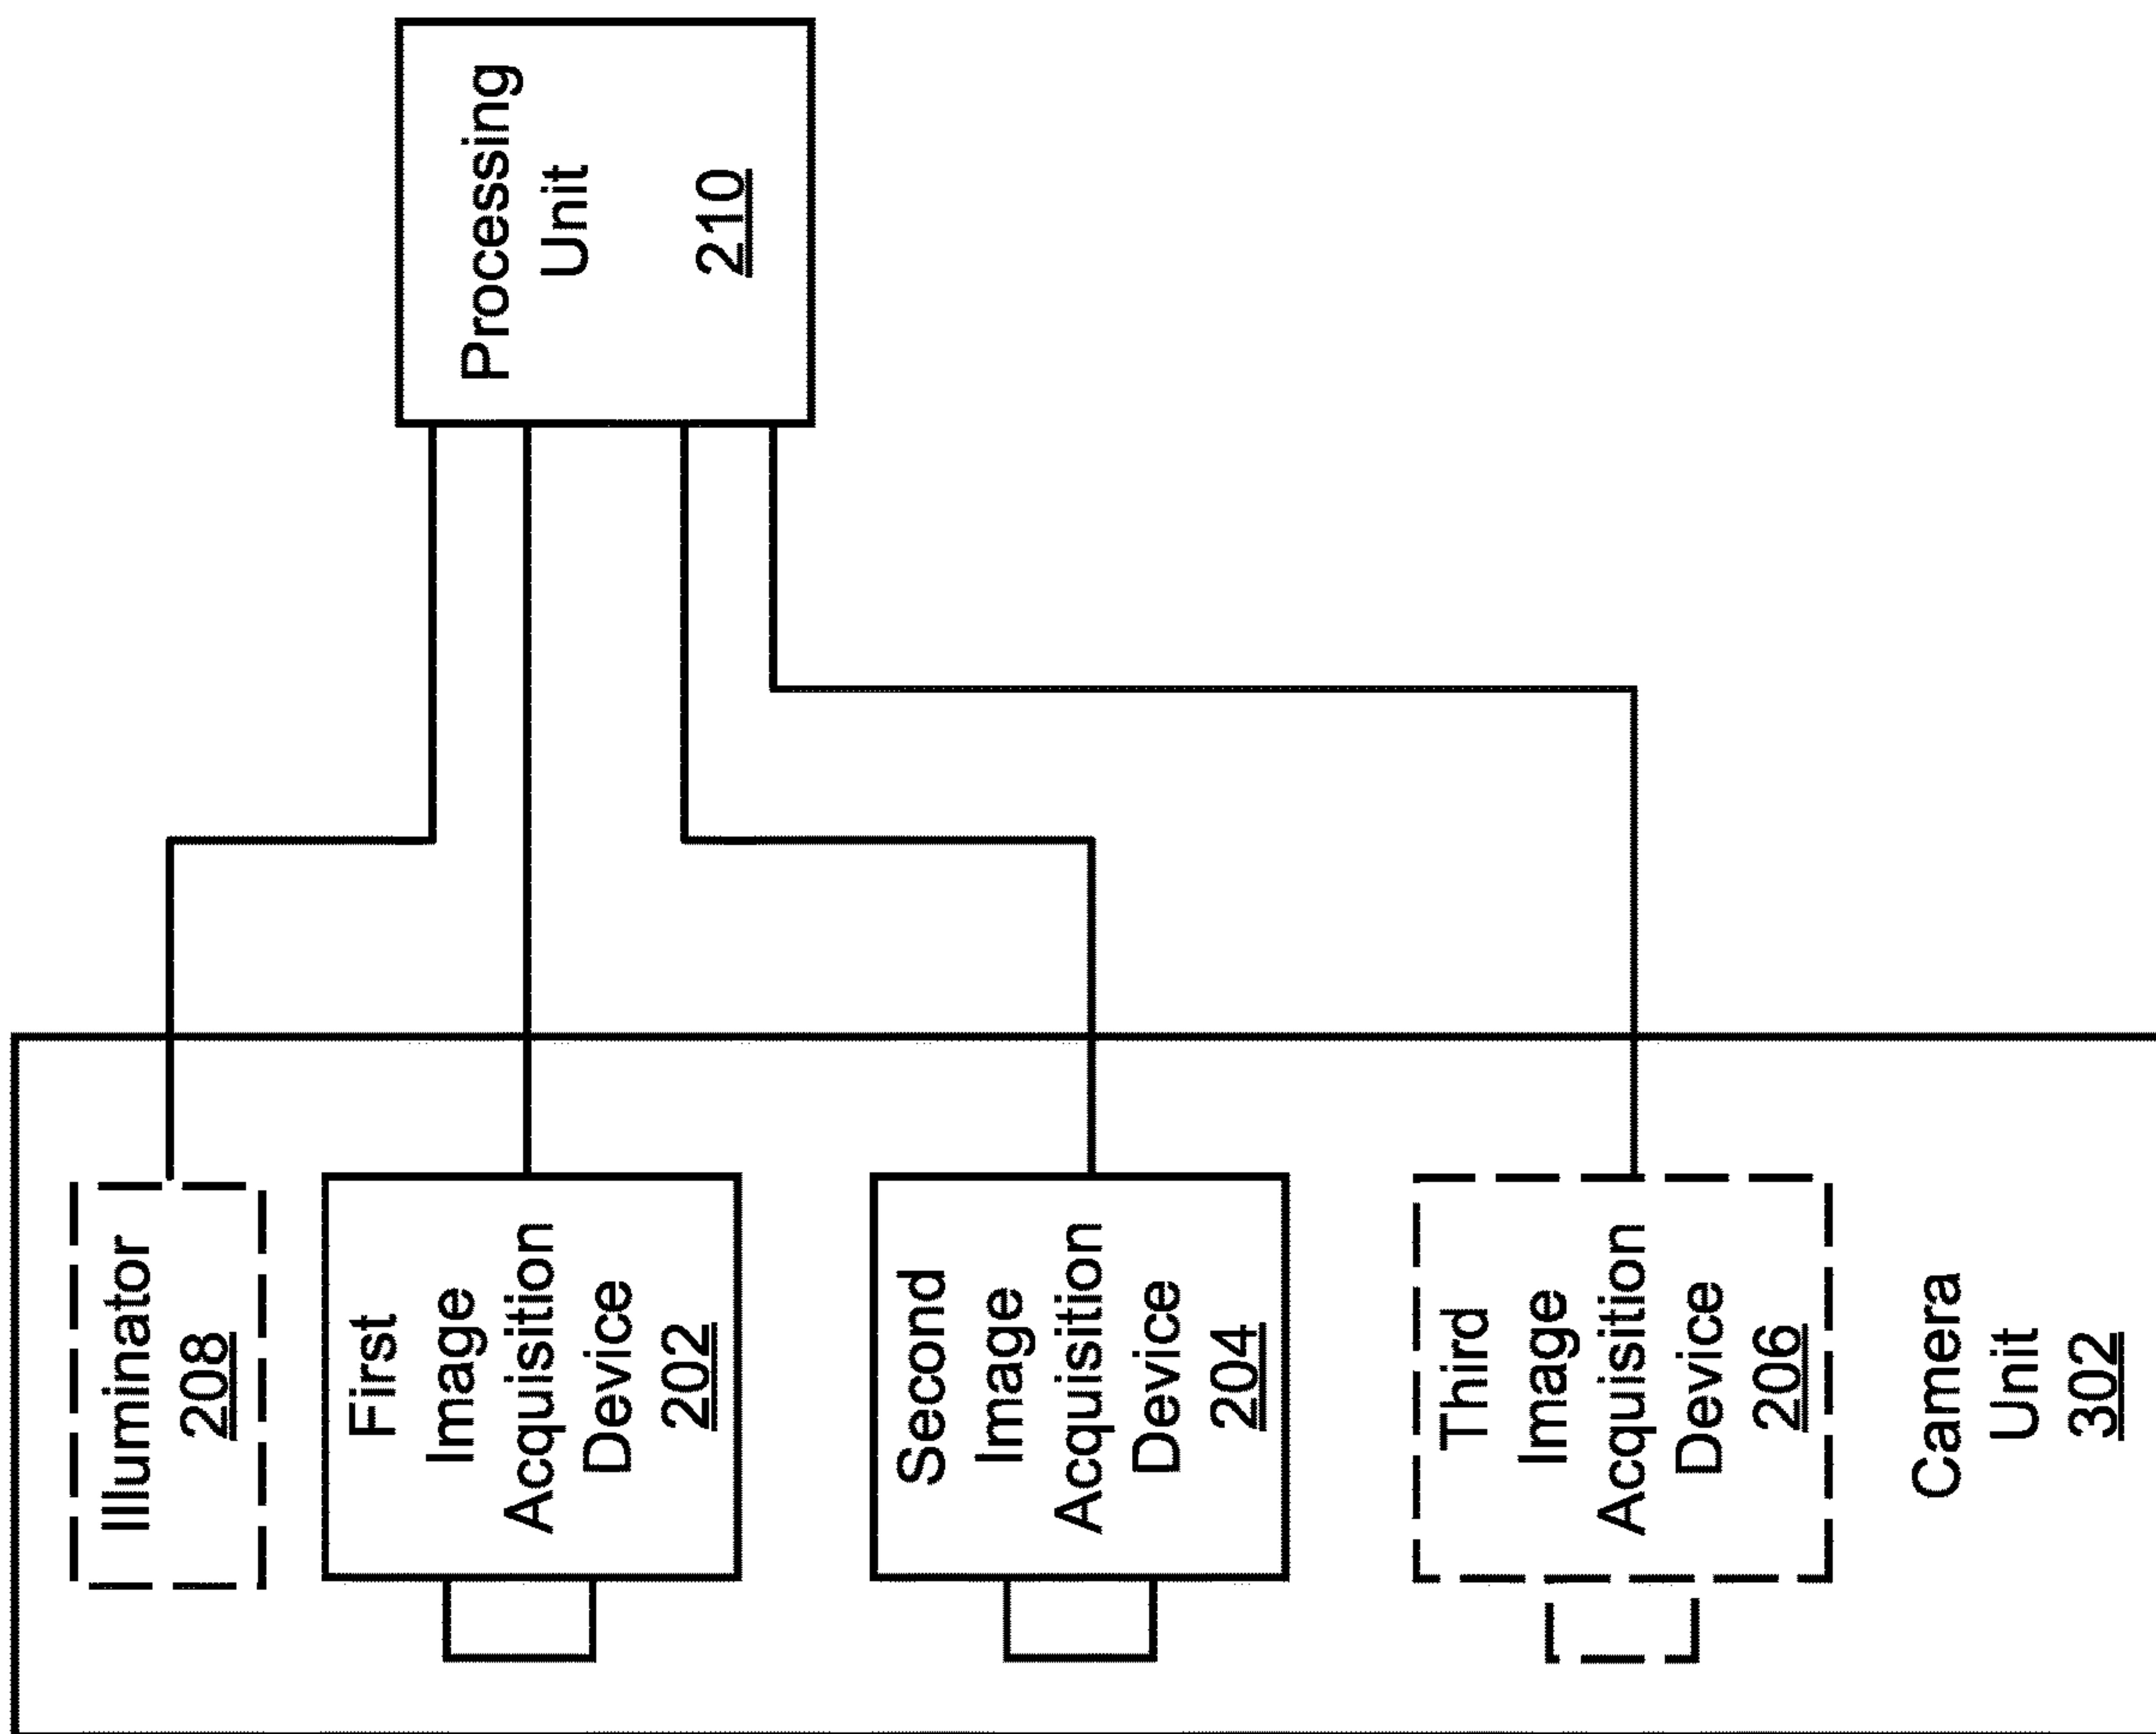 Illuminator
208
First
Image
Acquisition
Device
202
Second
Image
Acquisition
Device
204
Third
Image
Acquisition
Device
206
Camera
Unit
302
Processing
Unit
210